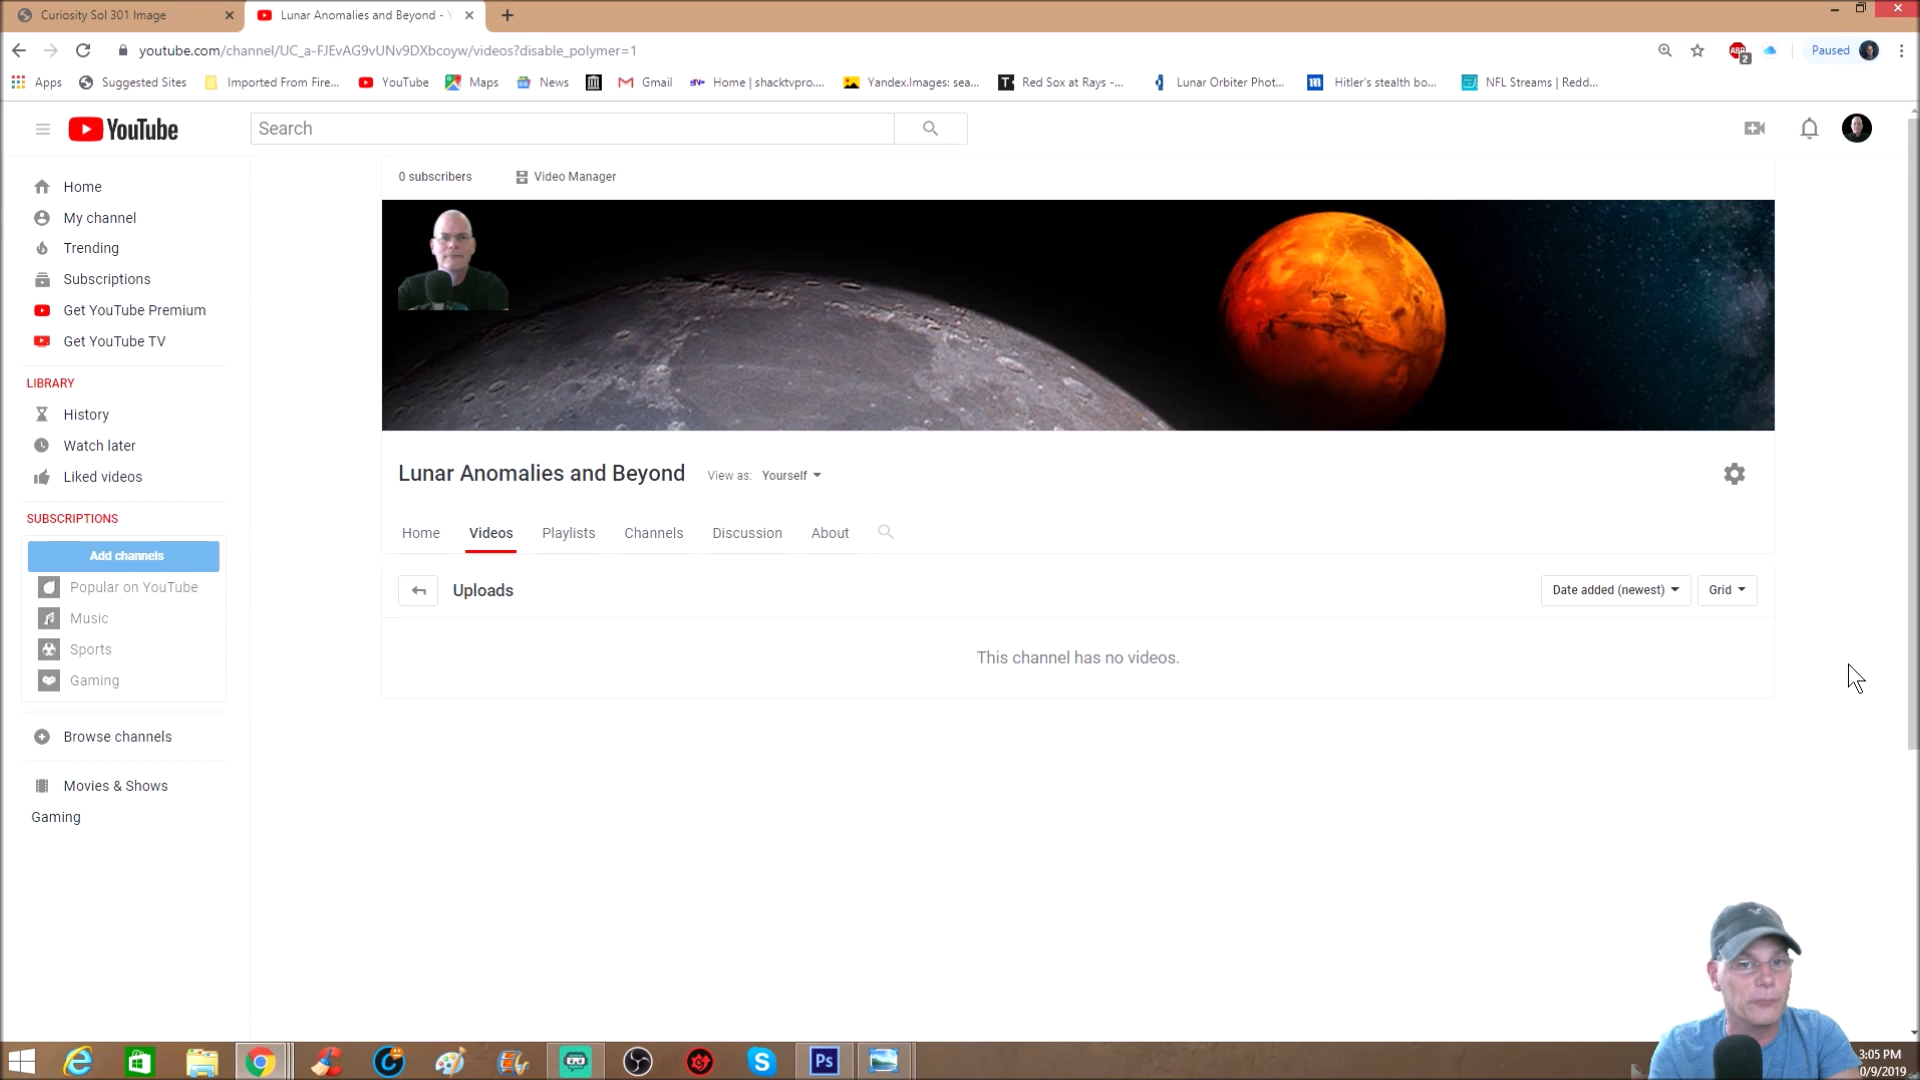 Curiosity Sol 301 Image
Lunar Anomalies and Beyond - Y
youtube.com/channel/UC_a-FJEvAG9vUNv9DXbcoyw/videos?disable_polymer=1
ABP
2
Paused
Apps
Suggested Sites
Imported From Fire...
YouTube
Maps
News
Gmail
Home | shacktvpro....
Yandex.Images: sea...
Red Sox at Rays -...
Lunar Orbiter Phot...
Hitler's stealth bo...
NFL Streams | Redd...
YouTube
Search
Home
My channel
Trending
Subscriptions
Get YouTube Premium
Get YouTube TV
LIBRARY
History
Watch later
Liked videos
SUBSCRIPTIONS
Add channels
Popular on YouTube
Music
Sports
Gaming
Browse channels
Movies & Shows
Gaming
0 subscribers
Video Manager
Lunar Anomalies and Beyond
View as: Yourself
Home
Videos
Playlists
Channels
Discussion
About
Uploads
Date added (newest)
Grid
This channel has no videos.
Ps
3:05 PM
0/9/2019